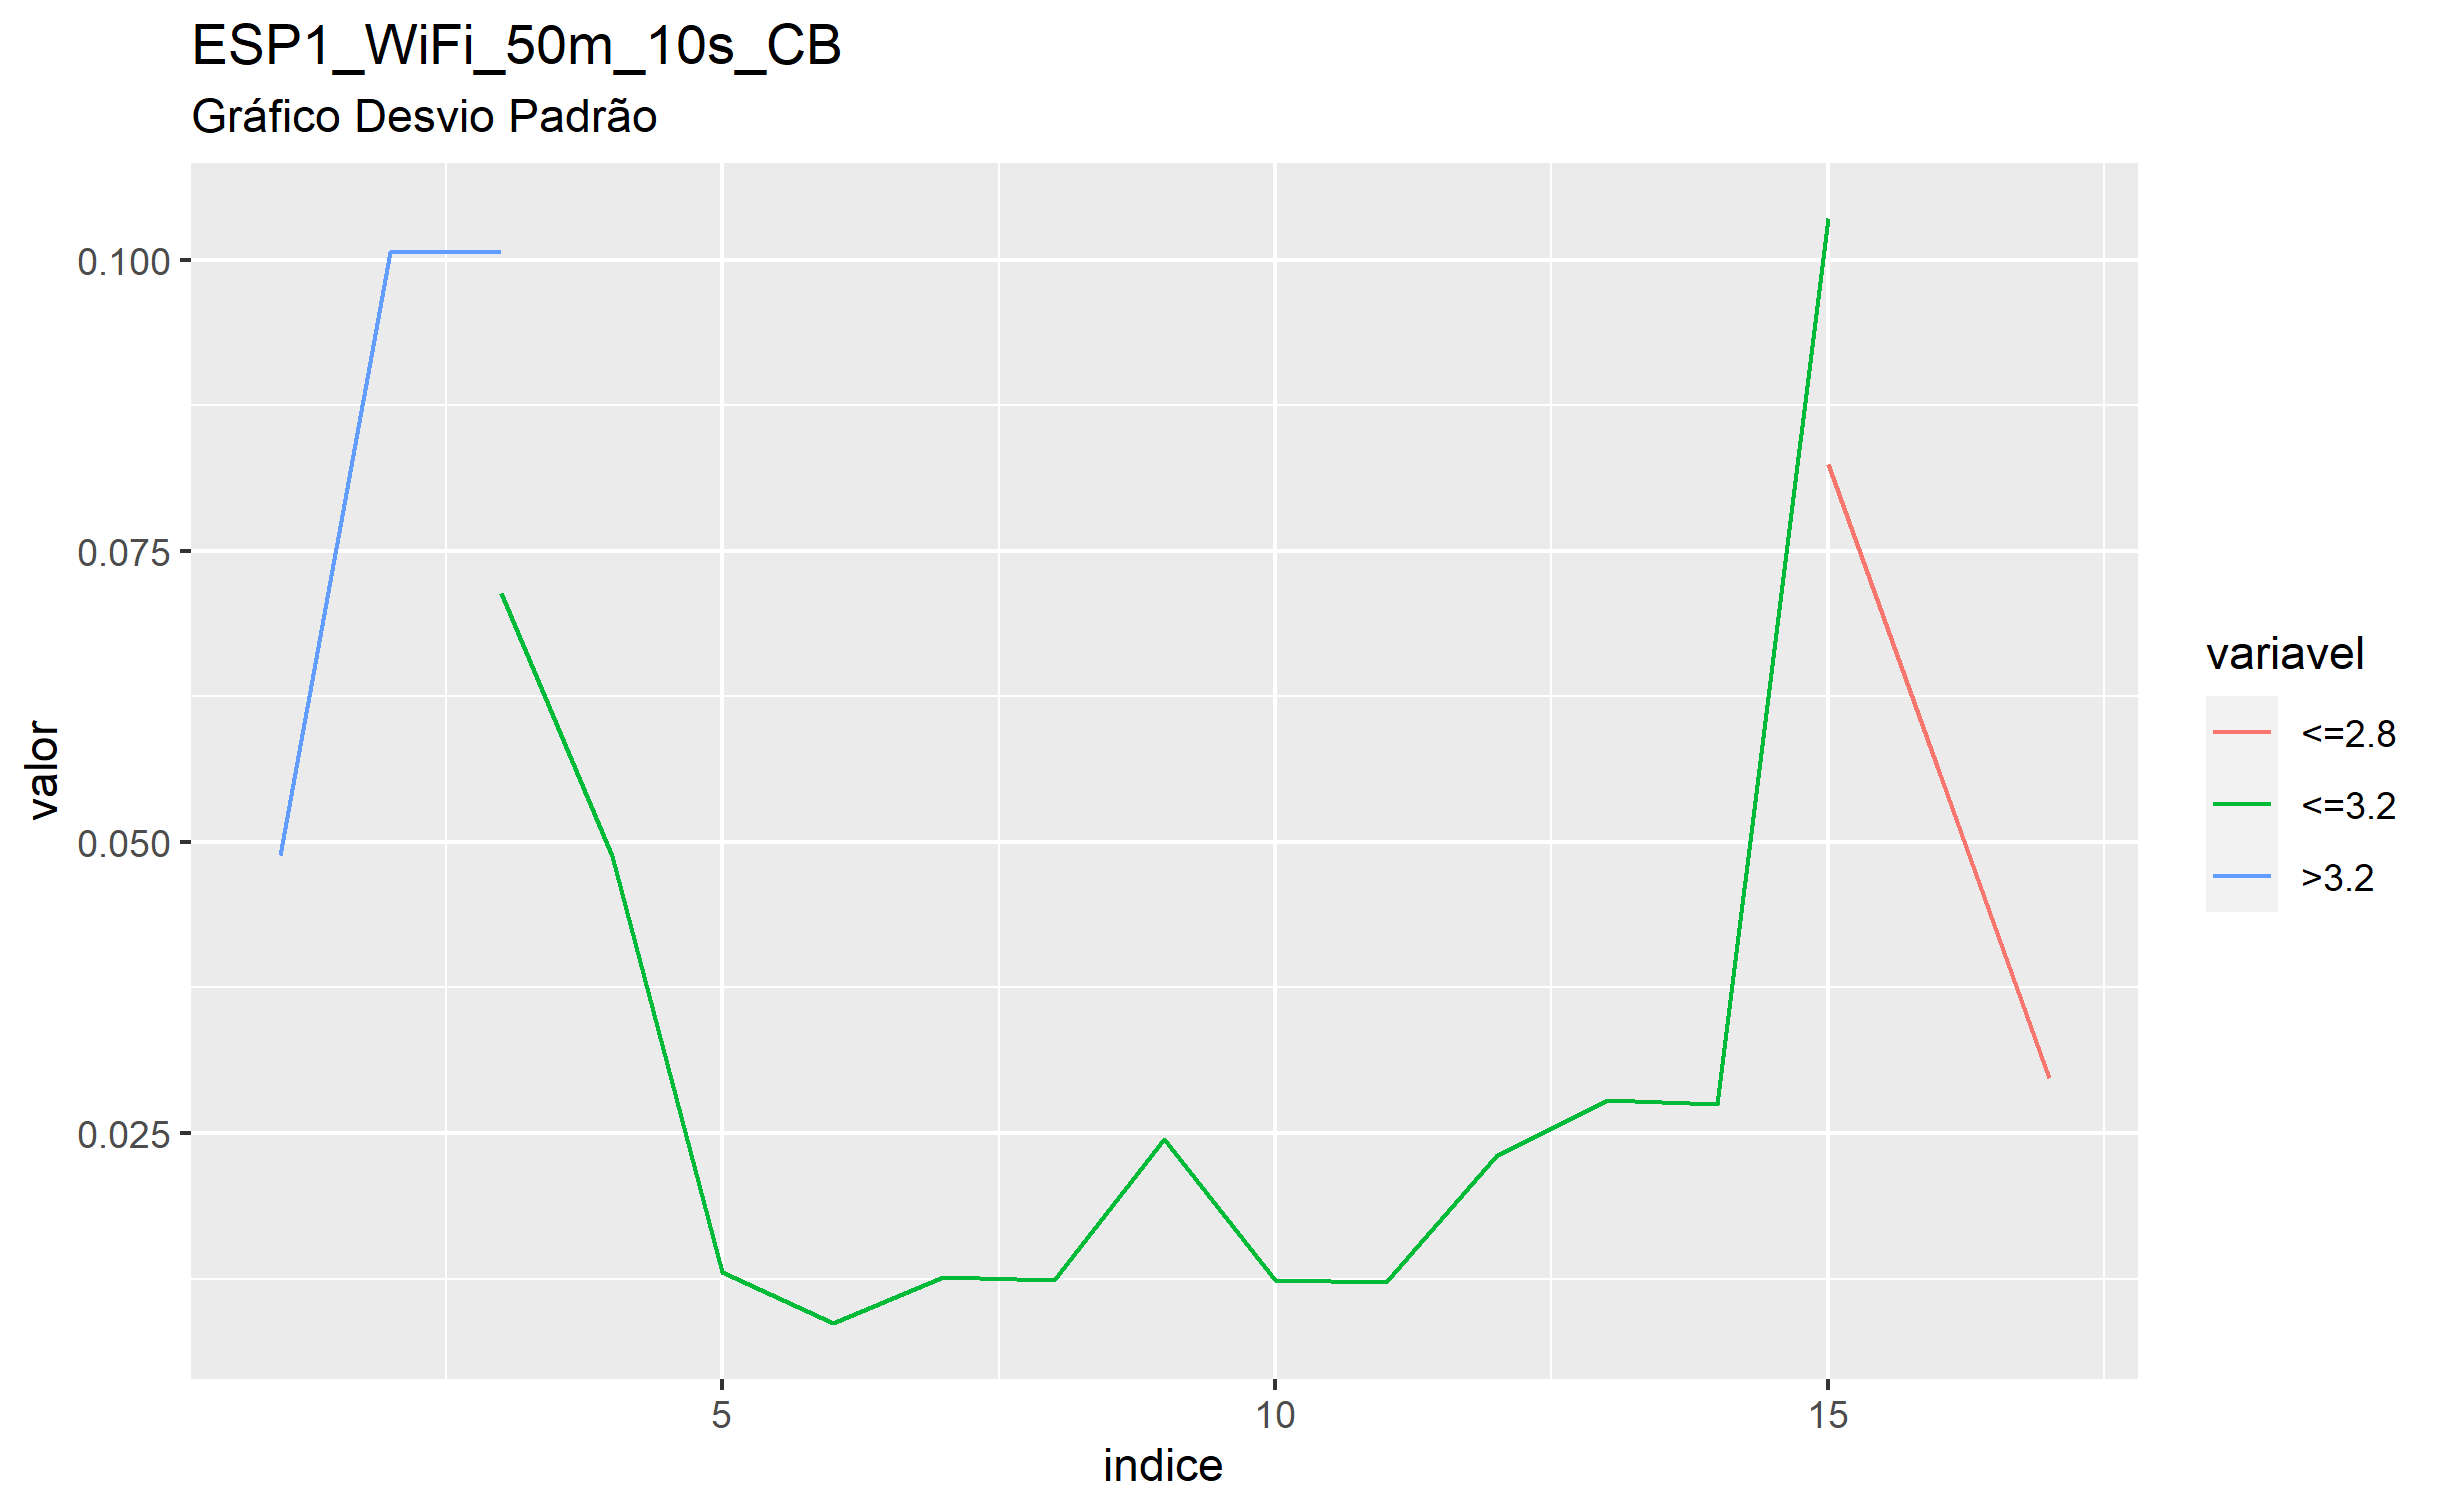 ESP1_WiFi_50m_10s_CB
Gráfico Desvio Padrão
valor
0.100
0.075
0.050
0.025
5
10
15
indice
variavel
<=2.8
<=3.2
>3.2